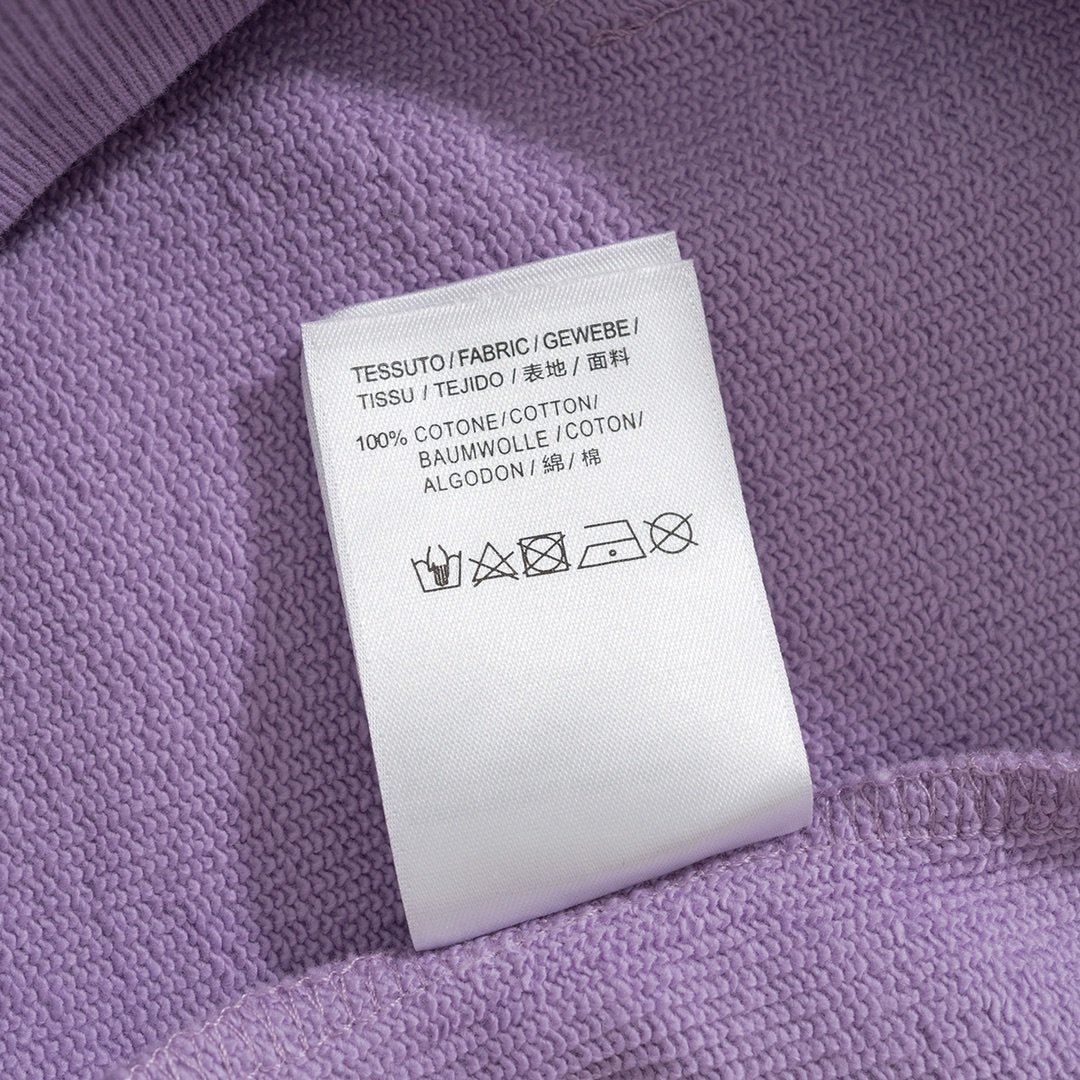 TESSUTO / FABRIC / GEWEBE /
TISSU / TEJIDO / 表地 / 面料
100% COTONE/COTTON/
BAUMWOLLE /COTON/
ALGODON / 綿 / 棉